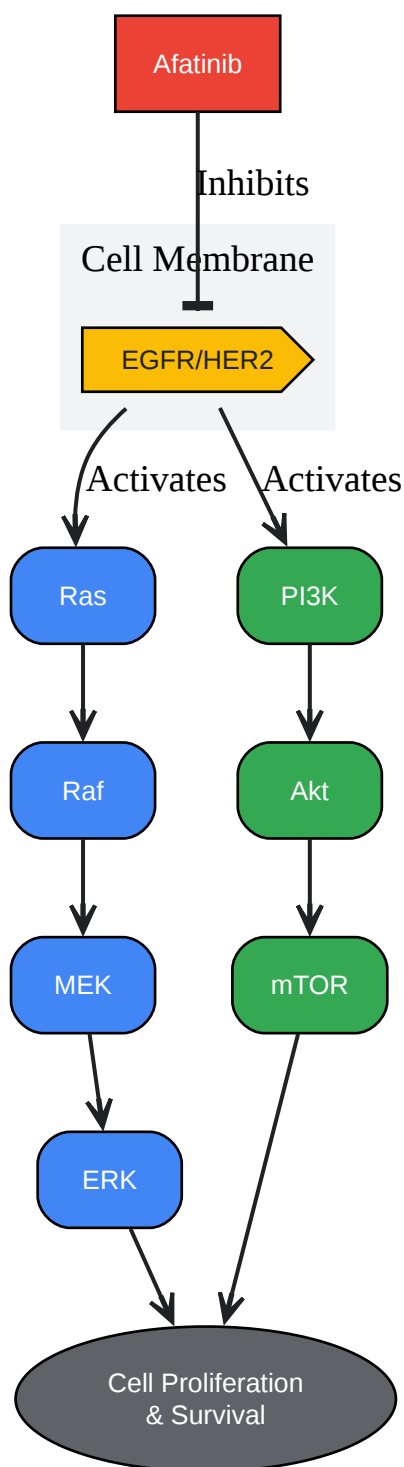 Afatinib
Inhibits
Cell Membrane
EGFR/HER2
Activates
Activates
Ras
PI3K
Raf
Akt
MEK
mTOR
ERK
Cell Proliferation
& Survival